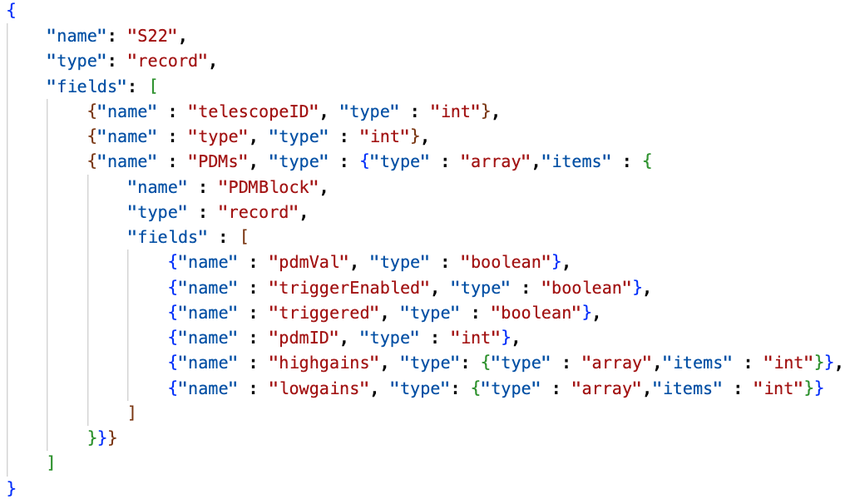 {
    "name": "S22",
    "type": "record",
    "fields": [
        {"name" : "telescopeID", "type" : "int"},
        {"name" : "type", "type" : "int"},
        {"name" : "PDMs", "type" : {"type" : "array","items" : {
            "name" : "PDMBlock",
            "type" : "record",
            "fields" : [
                {"name" : "pdmVal", "type" : "boolean"},
                {"name" : "triggerEnabled", "type" : "boolean"},
                {"name" : "triggered", "type" : "boolean"},
                {"name" : "pdmID", "type" : "int"},
                {"name" : "highgains", "type": {"type" : "array","items" : "int"}},
                {"name" : "lowgains", "type": {"type" : "array","items" : "int"}}
            ]
        }}}
    ]
}